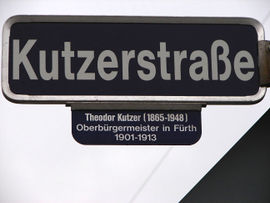 Kutzerstraße
Theodor Kutzer (1865-1948)
Oberbürgermeister in Fürth
1901-1913